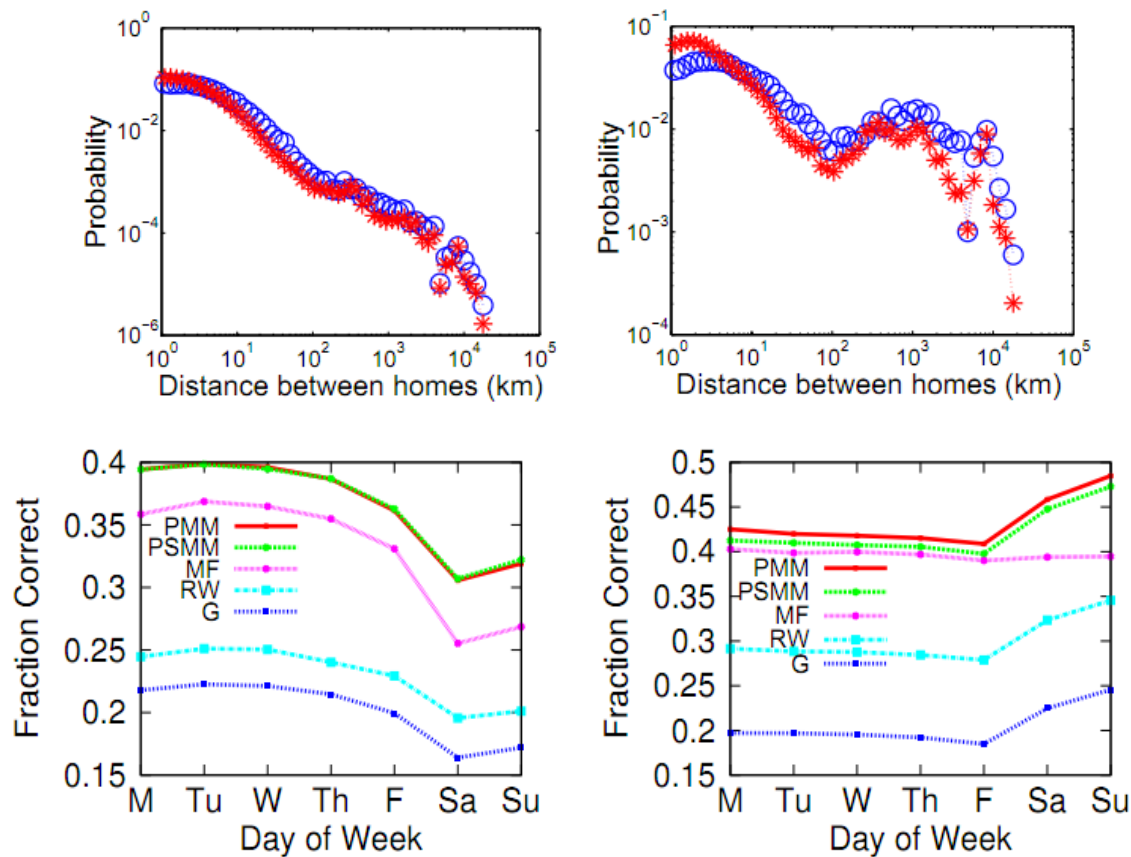 10^0
10^-2
10^-4
10^-6
Probability
10^0 10^1 10^2 10^3 10^4 10^5
Distance between homes (km)
10^-1
10^-2
10^-3
10^-4
Probability
10^0 10^1 10^2 10^3 10^4 10^5
Distance between homes (km)
0.4
0.35
0.3
0.25
0.2
0.15
Fraction Correct
PMM
PSMM
MF
RW
G
M Tu W Th F Sa Su
Day of Week
0.5
0.45
0.4
0.35
0.3
0.25
0.2
0.15
Fraction Correct
PMM
PSMM
MF
RW
G
M Tu W Th F Sa Su
Day of Week